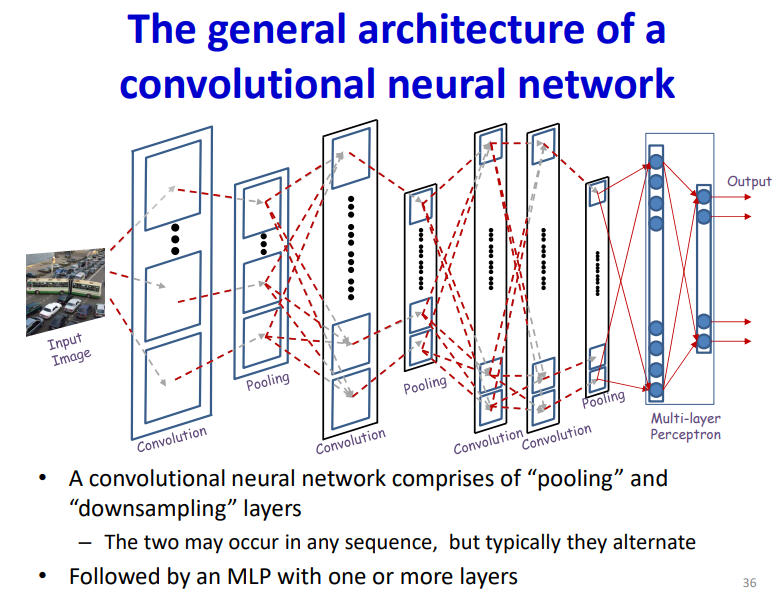 The general architecture of a
convolutional neural network
Input
Image
Convolution
Pooling
Convolution
Pooling
Convolution
Convolution
Pooling
Multi-layer
Perceptron
Output
• A convolutional neural network comprises of “pooling” and
“downsampling” layers
– The two may occur in any sequence, but typically they alternate
• Followed by an MLP with one or more layers
36